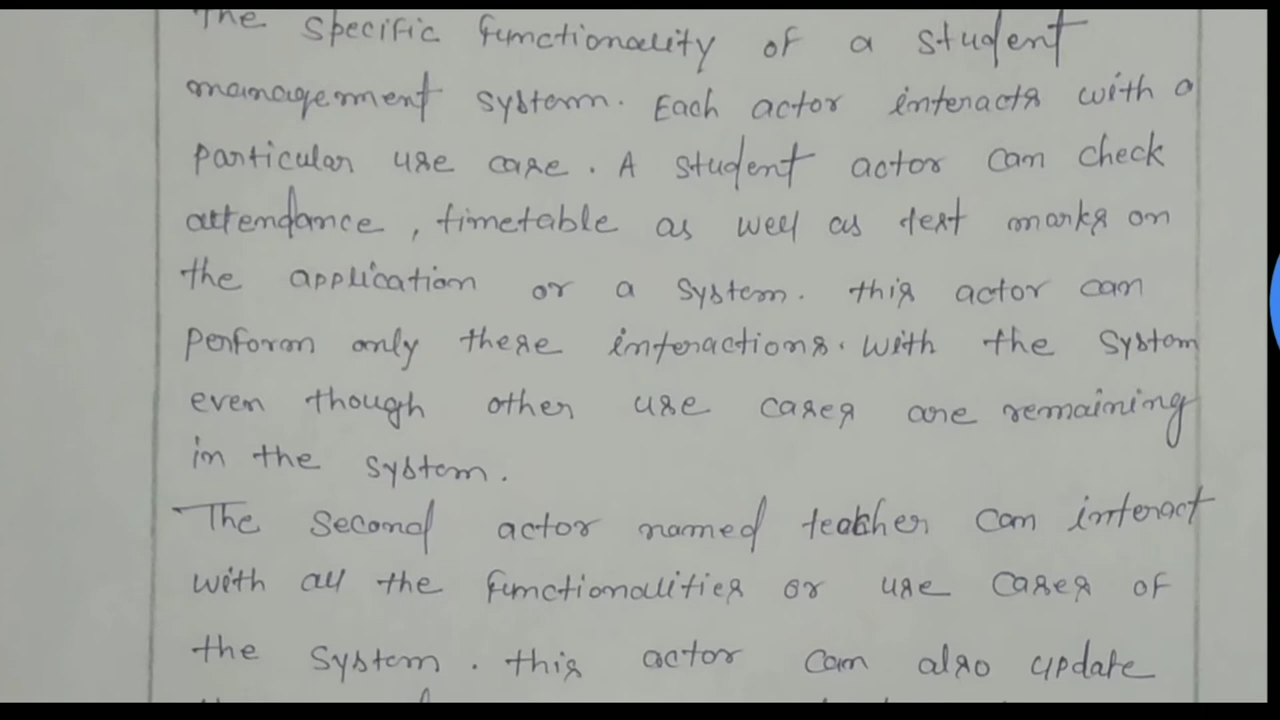 The specific functionality of a student
management system. Each actor interacts with a
particular use case. A student actor can check
attendance, timetable as well as test marks on
the application or a system. this actor can
perform only these interactions. with the system
even though other use cases are remaining
in the system.
The second actor named teacher can interact
with all the functionalities or use cases of
the system. this actor can also update